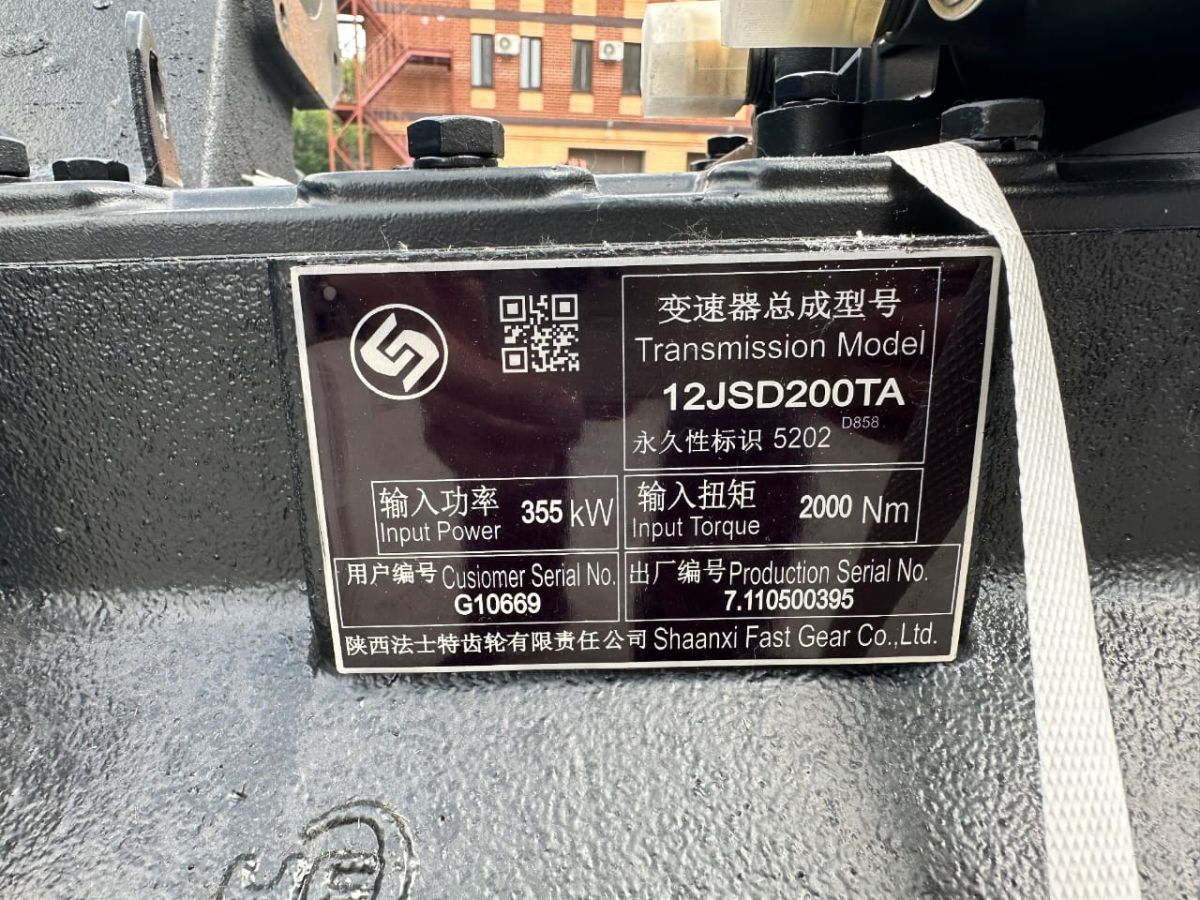 变速器总成型号
Transmission Model
12JSD200TA
D858
永久性标识 5202
输入功率
Input Power
355 kW
输入扭矩
Input Torque
2000 Nm
用户编号 Cusiomer Serial No.
G10669
出厂编号 Production Serial No.
7.110500395
陕西法士特齿轮有限责任公司 Shaanxi Fast Gear Co.,Ltd.